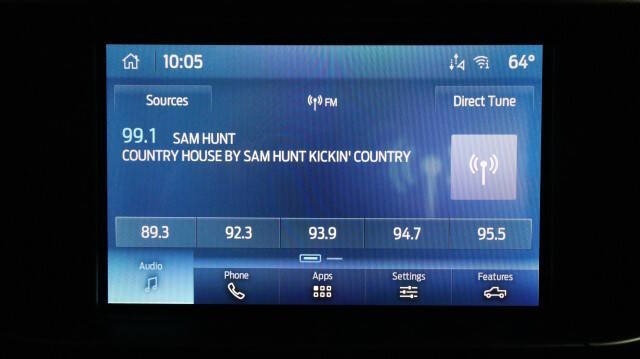 10:05 64°
Sources FM Direct Tune
99.1 SAM HUNT
COUNTRY HOUSE BY SAM HUNT KICKIN' COUNTRY
89.3 92.3 93.9 94.7 95.5
Audio Phone Apps Settings Features